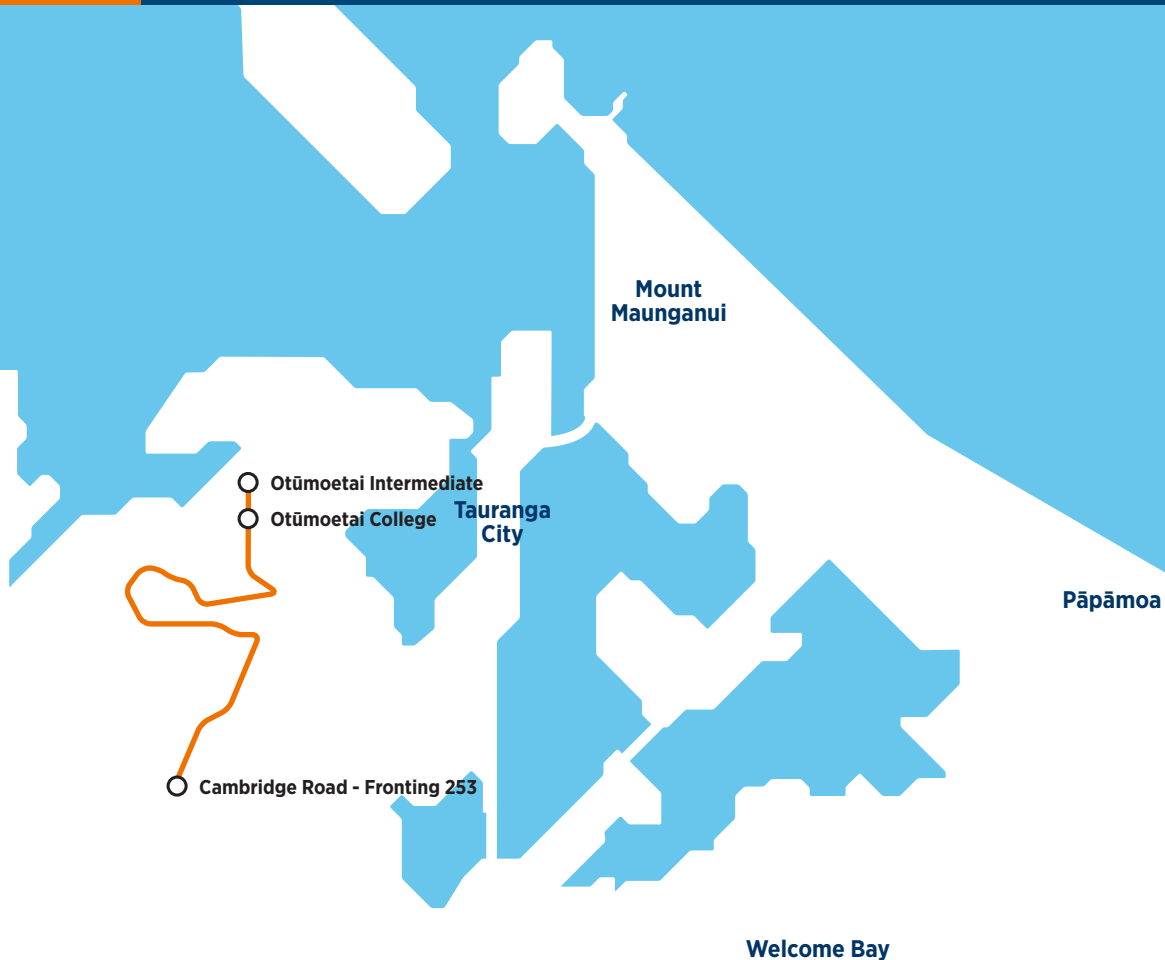 Mount
Maunganui
Otūmoetai Intermediate
Otūmoetai College
Tauranga
City
Pāpāmoa
Cambridge Road - Fronting 253
Welcome Bay